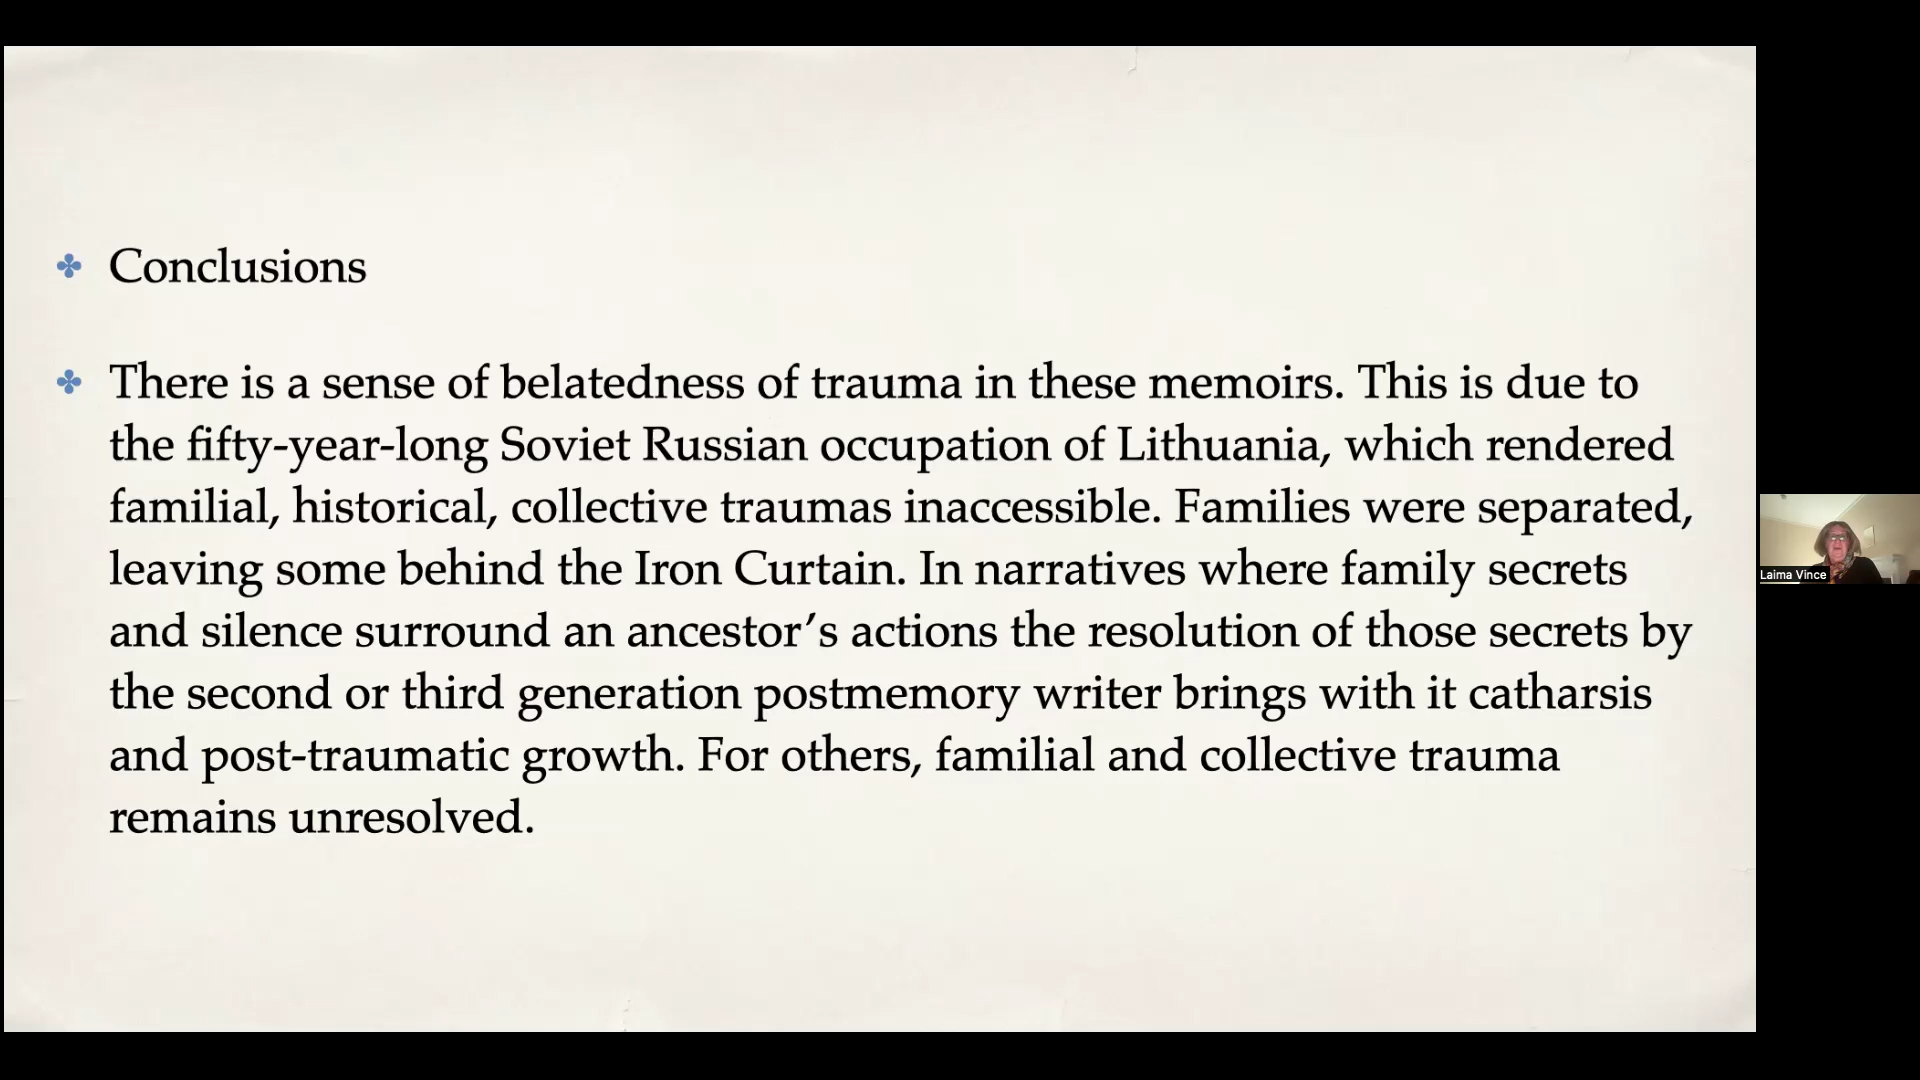 Conclusions
There is a sense of belatedness of trauma in these memoirs. This is due to
the fifty-year-long Soviet Russian occupation of Lithuania, which rendered
familial, historical, collective traumas inaccessible. Families were separated,
leaving some behind the Iron Curtain. In narratives where family secrets
and silence surround an ancestor’s actions the resolution of those secrets by
the second or third generation postmemory writer brings with it catharsis
and post-traumatic growth. For others, familial and collective trauma
remains unresolved.
Laima Vince